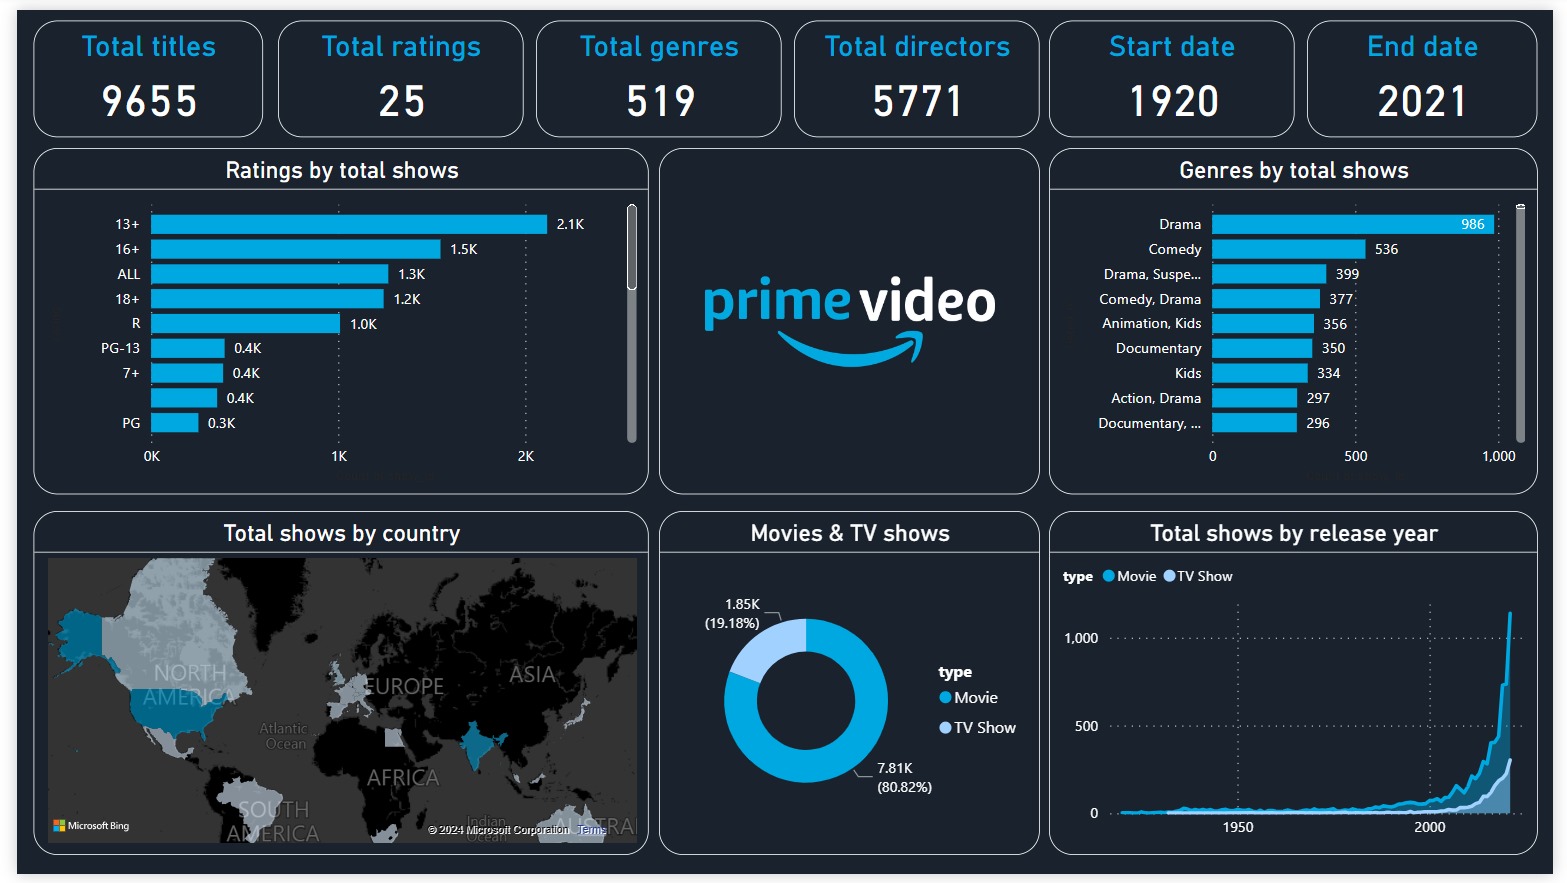 Total titles
9655
Total ratings
25
Total genres
519
Total directors
5771
Start date
1920
End date
2021
Ratings by total shows
13+ 2.1K
16+ 1.5K
ALL 1.3K
18+ 1.2K
R 1.0K
PG-13 0.4K
7+ 0.4K
0.4K
PG 0.3K
0K 1K 2K
prime video
Genres by total shows
Drama 986
Comedy 536
Drama, Suspe... 399
Comedy, Drama 377
Animation, Kids 356
Documentary 350
Kids 334
Action, Drama 297
Documentary, ... 296
0 500 1,000
Total shows by country
NORTH
AMERICA
EUROPE
ASIA
Atlantic
Ocean
AFRICA
SOUTH
AMERICA
Indian
Ocean
AUSTRA
Microsoft Bing
© 2024 Microsoft Corporation Terms
Movies & TV shows
1.85K
(19.18%)
7.81K
(80.82%)
type
Movie
TV Show
Total shows by release year
type Movie TV Show
1,000
500
0
1950 2000